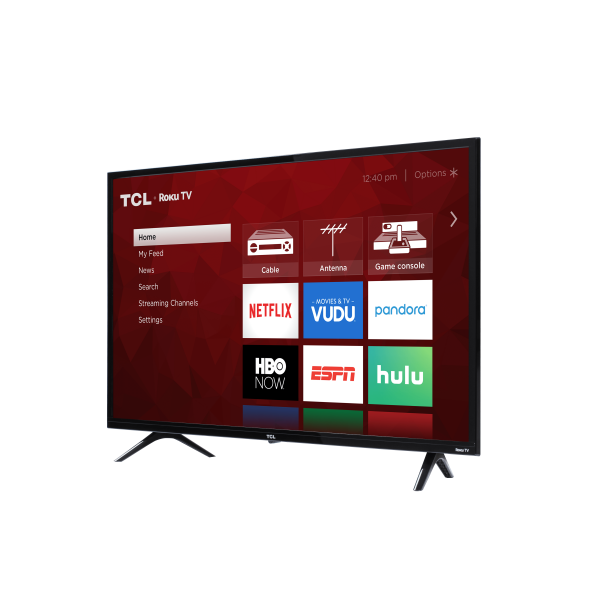 12:40 pm | Options
TCL · Roku TV
Home
My Feed
News
Search
Streaming Channels
Settings
Cable
Antenna
Game console
NETFLIX
MOVIES & TV
VUDU
pandora
HBO
NOW
ESPN
hulu
TCL
Roku TV